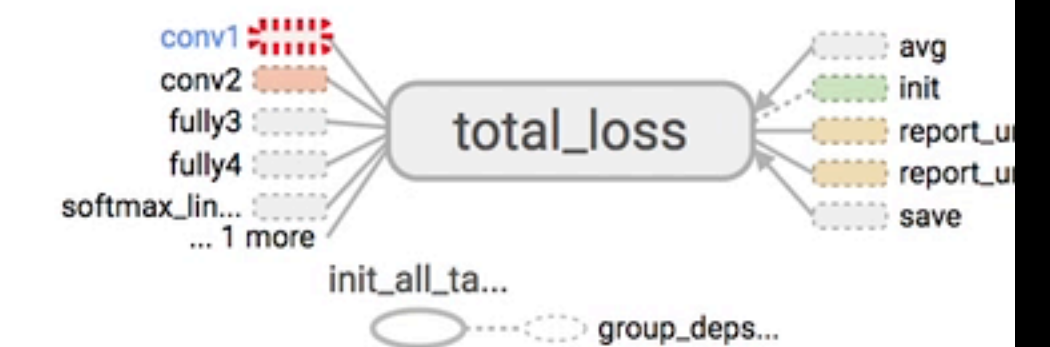 conv1
conv2
fully3
fully4
softmax_lin...
... 1 more
total_loss
avg
init
report_u
report_u
save
init_all_ta...
group_deps...